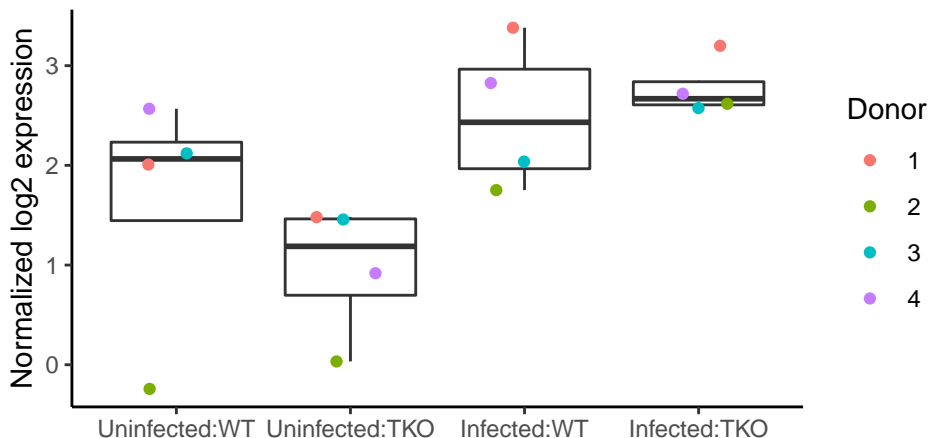 Normalized log2 expression
3
2
1
0
Uninfected:WT Uninfected:TKO Infected:WT Infected:TKO
Donor
1
2
3
4